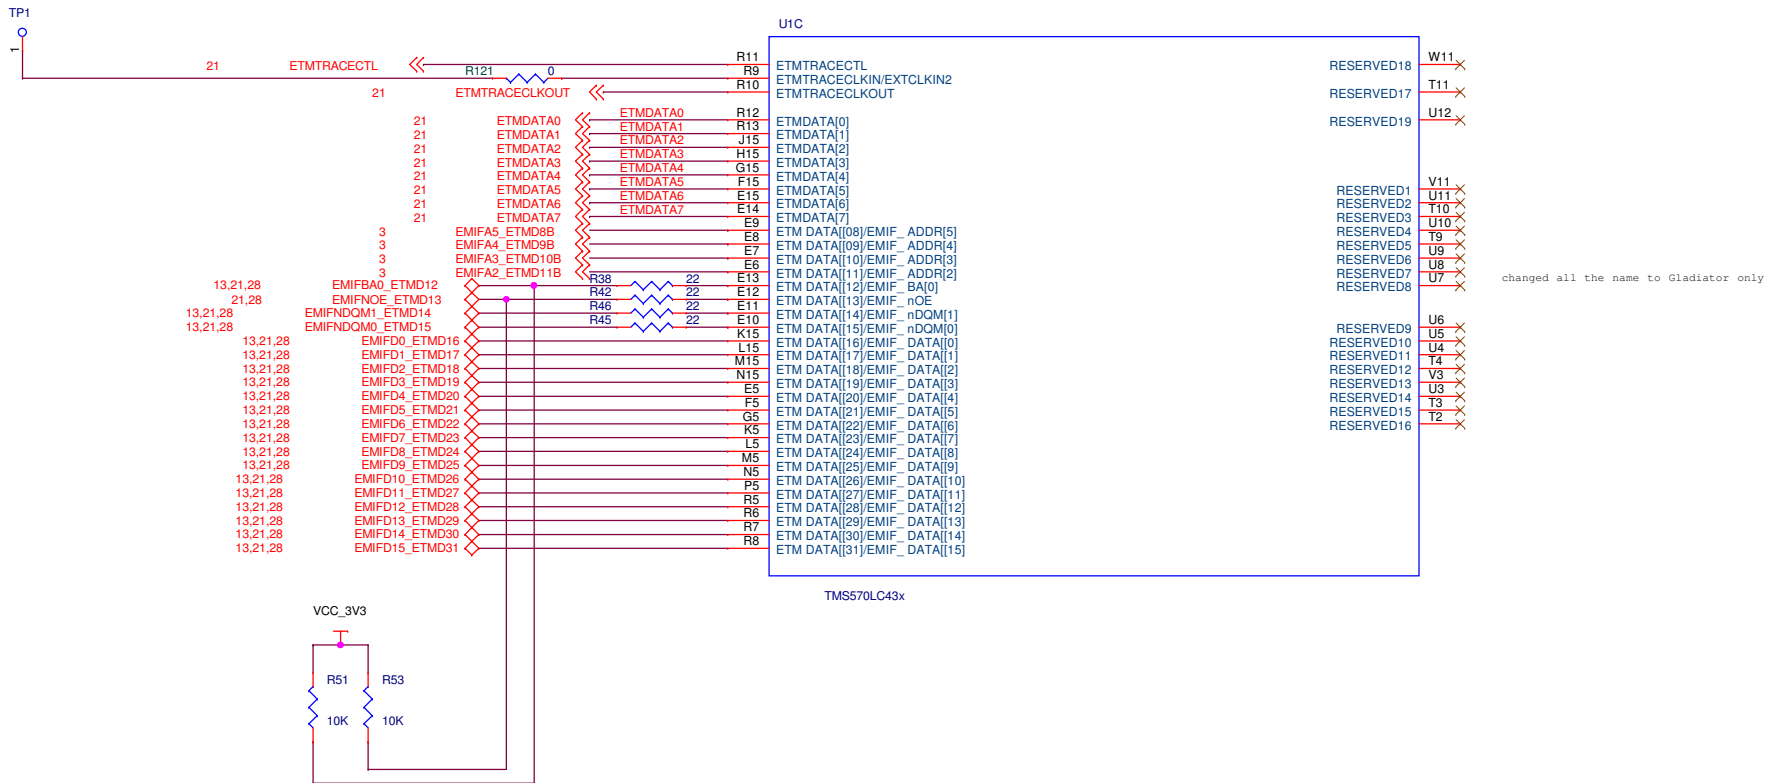 TP1
1
U1C
21 ETMTRACECTL R11 ETMTRACECTL RESERVED18 W11
R121 0 R9 ETMTRACECLKIN/EXTCLKIN2
21 ETMTRACECLKOUT R10 ETMTRACECLKOUT RESERVED17 T11
21 ETMDATA0 ETMDATA0 R12 ETMDATA[0] RESERVED19 U12
21 ETMDATA1 ETMDATA1 R13 ETMDATA[1]
21 ETMDATA2 ETMDATA2 J15 ETMDATA[2]
21 ETMDATA3 ETMDATA3 H15 ETMDATA[3]
21 ETMDATA4 ETMDATA4 G15 ETMDATA[4]
21 ETMDATA5 ETMDATA5 F15 ETMDATA[5] RESERVED1 V11
21 ETMDATA6 ETMDATA6 E15 ETMDATA[6] RESERVED2 U11
21 ETMDATA7 ETMDATA7 E14 ETMDATA[7] RESERVED3 T10
3 EMIFA5_ETMD8B E9 ETM DATA[[08]/EMIF_ ADDR[5] RESERVED4 U10
3 EMIFA4_ETMD9B E8 ETM DATA[[09]/EMIF_ ADDR[4] RESERVED5 T9
3 EMIFA3_ETMD10B E7 ETM DATA[[10]/EMIF_ ADDR[3] RESERVED6 U9
3 EMIFA2_ETMD11B E6 ETM DATA[[11]/EMIF_ ADDR[2] RESERVED7 U8
13,21,28 EMIFBA0_ETMD12 R38 22 E13 ETM DATA[[12]/EMIF_ BA[0] RESERVED8 U7
changed all the name to Gladiator only
21,28 EMIFNOE_ETMD13 R42 22 E12 ETM DATA[[13]/EMIF_ nOE
13,21,28 EMIFNDQM1_ETMD14 R46 22 E11 ETM DATA[[14]/EMIF_ nDQM[1]
13,21,28 EMIFNDQM0_ETMD15 R45 22 E10 ETM DATA[[15]/EMIF_ nDQM[0] RESERVED9 U6
13,21,28 EMIFD0_ETMD16 K15 ETM DATA[[16]/EMIF_ DATA[[0] RESERVED10 U5
13,21,28 EMIFD1_ETMD17 L15 ETM DATA[[17]/EMIF_ DATA[[1] RESERVED11 U4
13,21,28 EMIFD2_ETMD18 M15 ETM DATA[[18]/EMIF_ DATA[[2] RESERVED12 T4
13,21,28 EMIFD3_ETMD19 N15 ETM DATA[[19]/EMIF_ DATA[[3] RESERVED13 V3
13,21,28 EMIFD4_ETMD20 E5 ETM DATA[[20]/EMIF_ DATA[[4] RESERVED14 U3
13,21,28 EMIFD5_ETMD21 F5 ETM DATA[[21]/EMIF_ DATA[[5] RESERVED15 T3
13,21,28 EMIFD6_ETMD22 G5 ETM DATA[[22]/EMIF_ DATA[[6] RESERVED16 T2
13,21,28 EMIFD7_ETMD23 K5 ETM DATA[[23]/EMIF_ DATA[[7]
13,21,28 EMIFD8_ETMD24 L5 ETM DATA[[24]/EMIF_ DATA[[8]
13,21,28 EMIFD9_ETMD25 M5 ETM DATA[[25]/EMIF_ DATA[[9]
13,21,28 EMIFD10_ETMD26 N5 ETM DATA[[26]/EMIF_ DATA[[10]
13,21,28 EMIFD11_ETMD27 P5 ETM DATA[[27]/EMIF_ DATA[[11]
13,21,28 EMIFD12_ETMD28 R5 ETM DATA[[28]/EMIF_ DATA[[12]
13,21,28 EMIFD13_ETMD29 R6 ETM DATA[[29]/EMIF_ DATA[[13]
13,21,28 EMIFD14_ETMD30 R7 ETM DATA[[30]/EMIF_ DATA[[14]
13,21,28 EMIFD15_ETMD31 R8 ETM DATA[[31]/EMIF_ DATA[[15]
TMS570LC43x
VCC_3V3
R51 R53
10K 10K